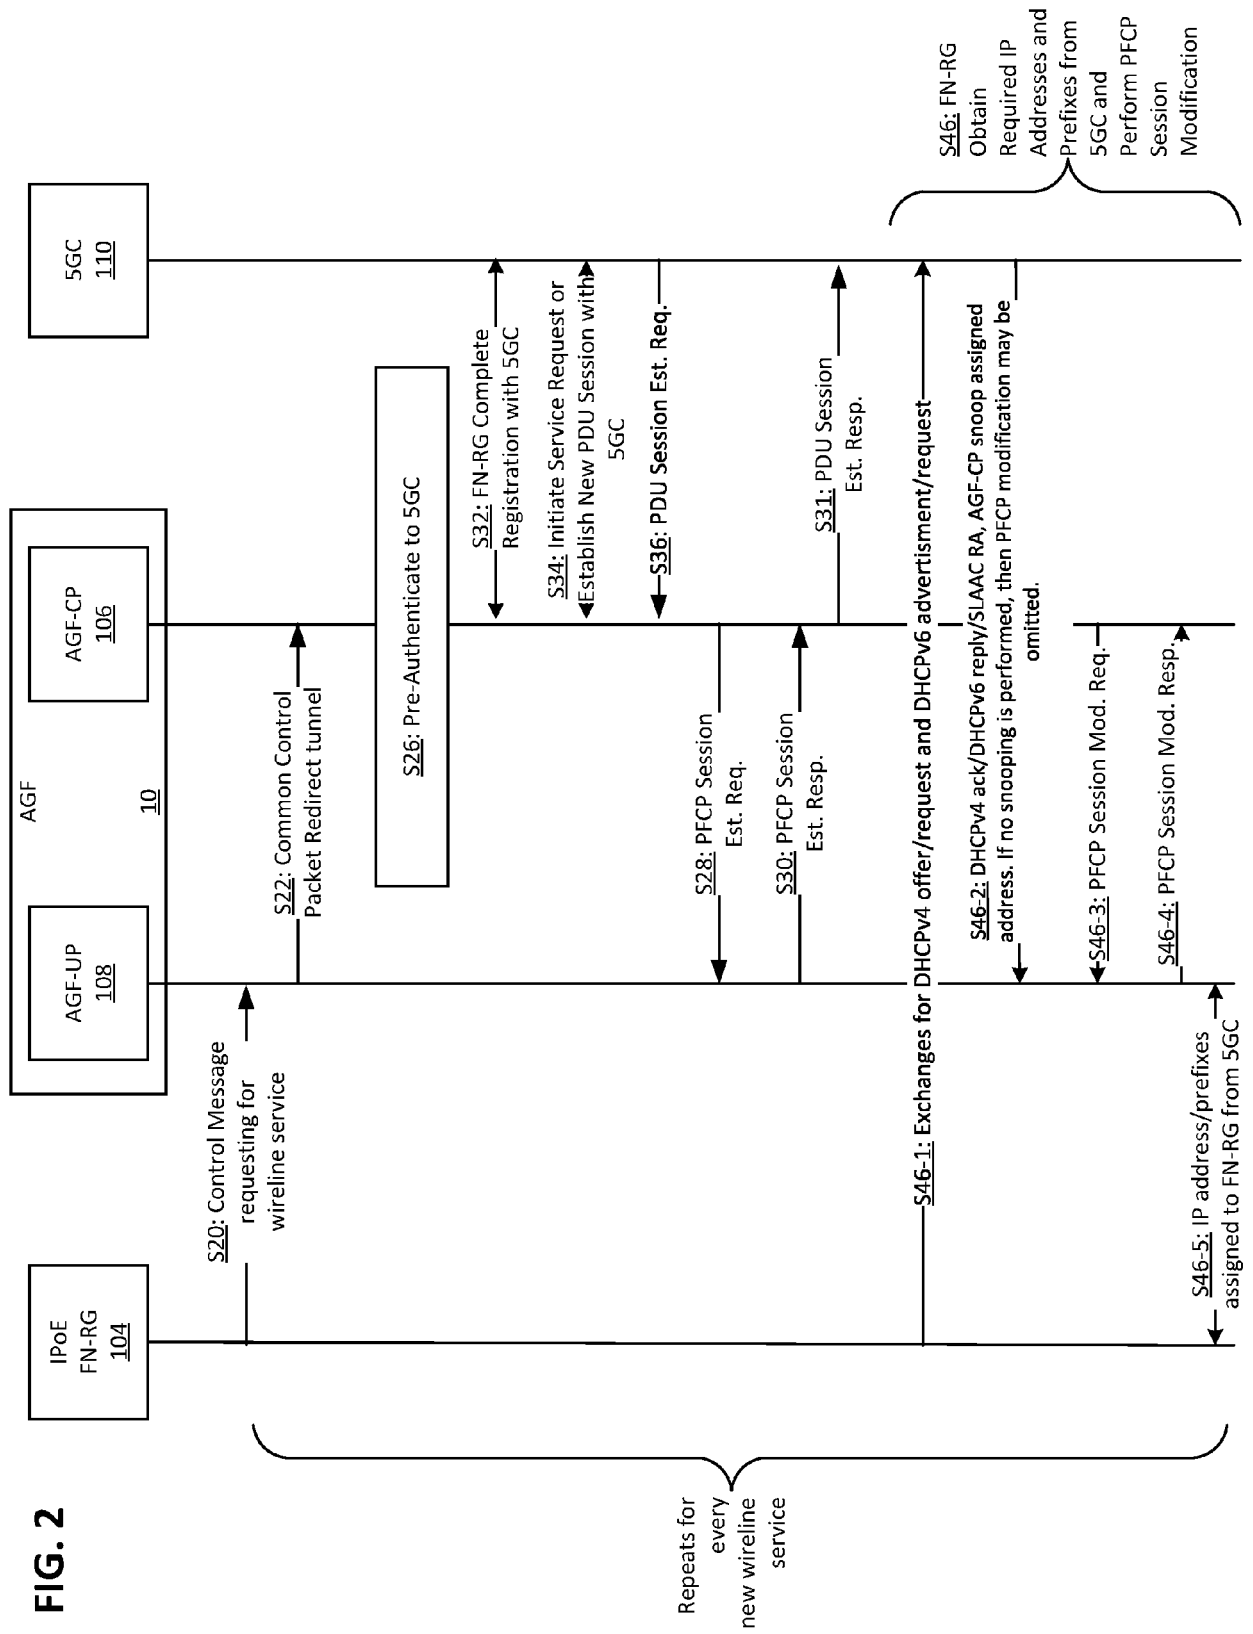 FIG. 2
IPoE
FN-RG
104
AGF
10
AGF-UP
108
AGF-CP
106
5GC
110
Repeats for
every
new wireline
service
S20: Control Message
requesting for
wireline service
S22: Common Control
Packet Redirect tunnel
S26: Pre-Authenticate to 5GC
S32: FN-RG Complete
Registration with 5GC
S34: Initiate Service Request or
Establish New PDU Session with
5GC
S36: PDU Session Est. Req.
S28: PFCP Session
Est. Req.
S30: PFCP Session
Est. Resp.
S31: PDU Session
Est. Resp.
S46-1: Exchanges for DHCPv4 offer/request and DHCPv6 advertisment/request
S46-2: DHCPv4 ack/DHCPv6 reply/SLAAC RA, AGF-CP snoop assigned
address. If no snooping is performed, then PFCP modification may be
omitted.
S46-3: PFCP Session Mod. Req.
S46-4: PFCP Session Mod. Resp.
S46-5: IP address/prefixes
assigned to FN-RG from 5GC
S46: FN-RG
Obtain
Required IP
Addresses and
Prefixes from
5GC and
Perform PFCP
Session
Modification